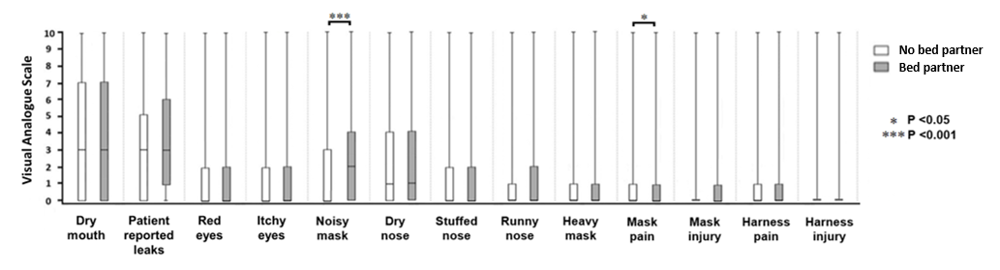 ***
*
10
9
8
7
6
5
4
3
2
1
0
Visual Analogue Scale
No bed partner
Bed partner
* P <0.05
*** P <0.001
Dry
mouth
Patient
reported
leaks
Red
eyes
Itchy
eyes
Noisy
mask
Dry
nose
Stuffed
nose
Runny
nose
Heavy
mask
Mask
pain
Mask
injury
Harness
pain
Harness
injury